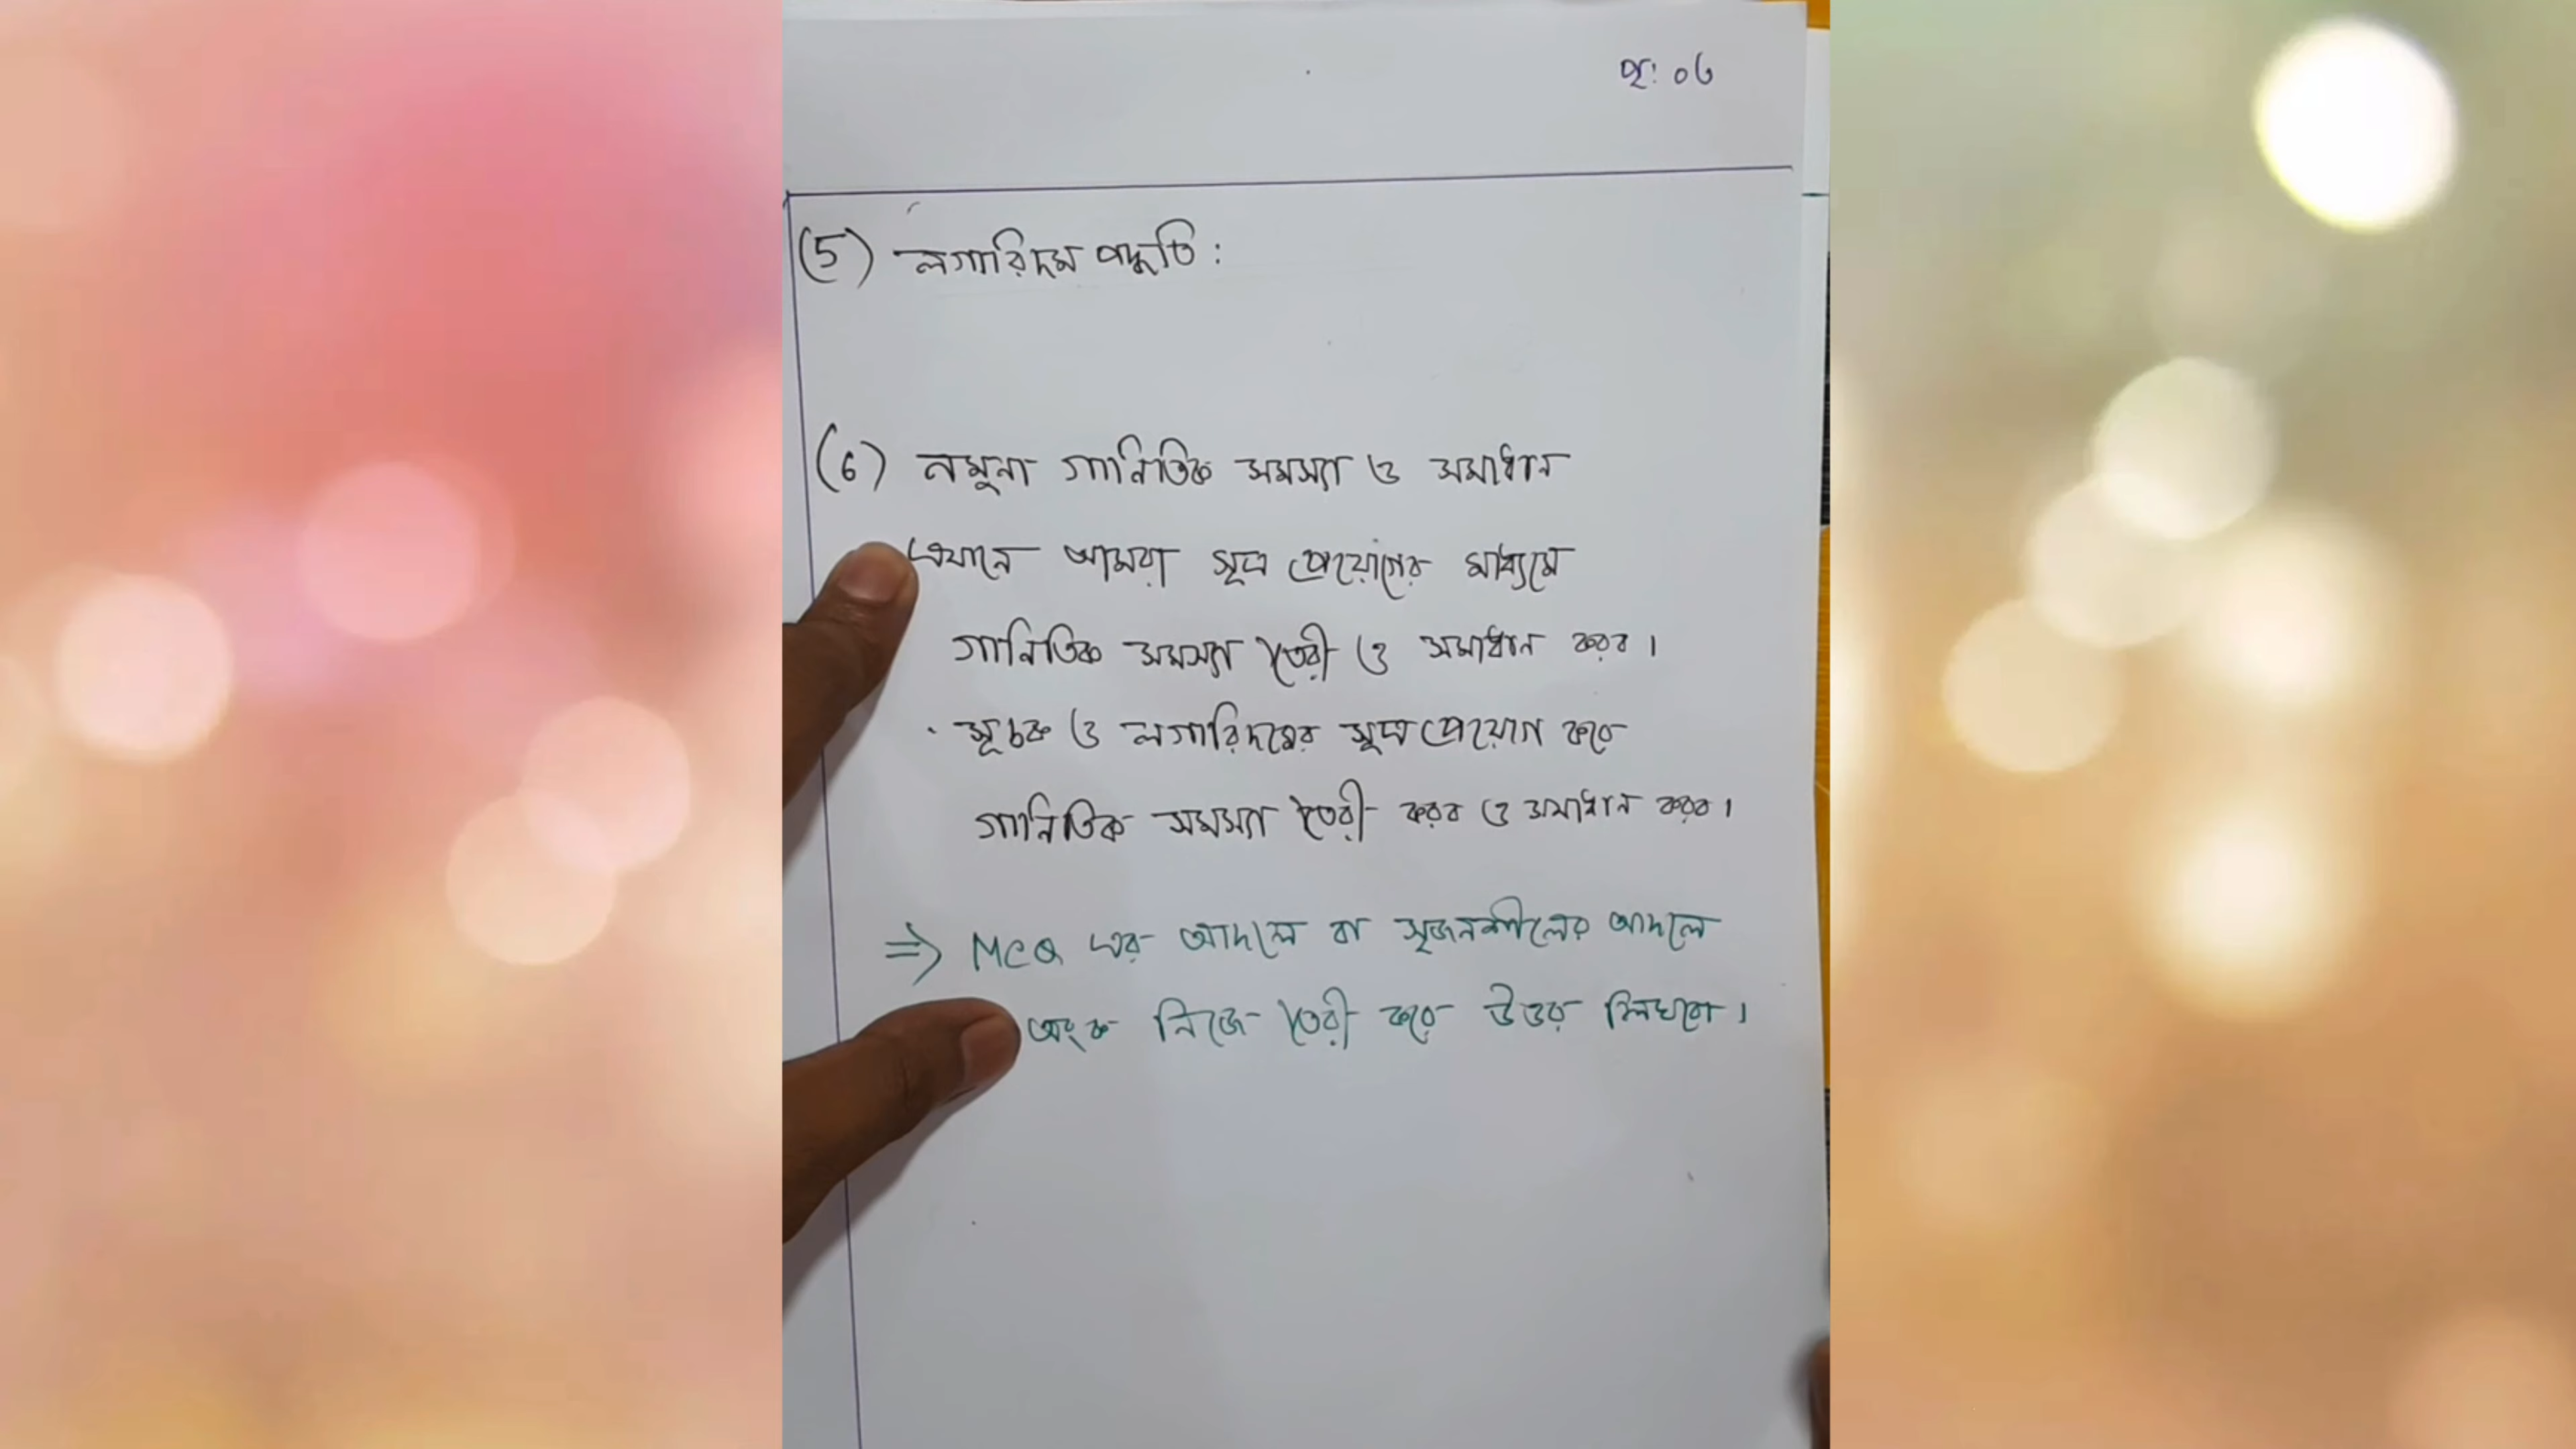 পৃ: ০৬
(5) লগারিদম পদ্ধতি :
(6) নমুনা গানিতিক সমস্যা ও সমাধান
এখানে আমরা সূত্র প্রয়োগের মাধ্যমে
গানিতিক সমস্যা তৈরী ও সমাধান করব।
· সূচক ও লগারিদমের সূত্র প্রয়োগ করে
গানিতিক সমস্যা তৈরী করব ও সমাধান করব।
⇒ MCQ এর আদলে বা সৃজনশীলের আদলে
অংক নিজে তৈরী করে উত্তর লিখবো।